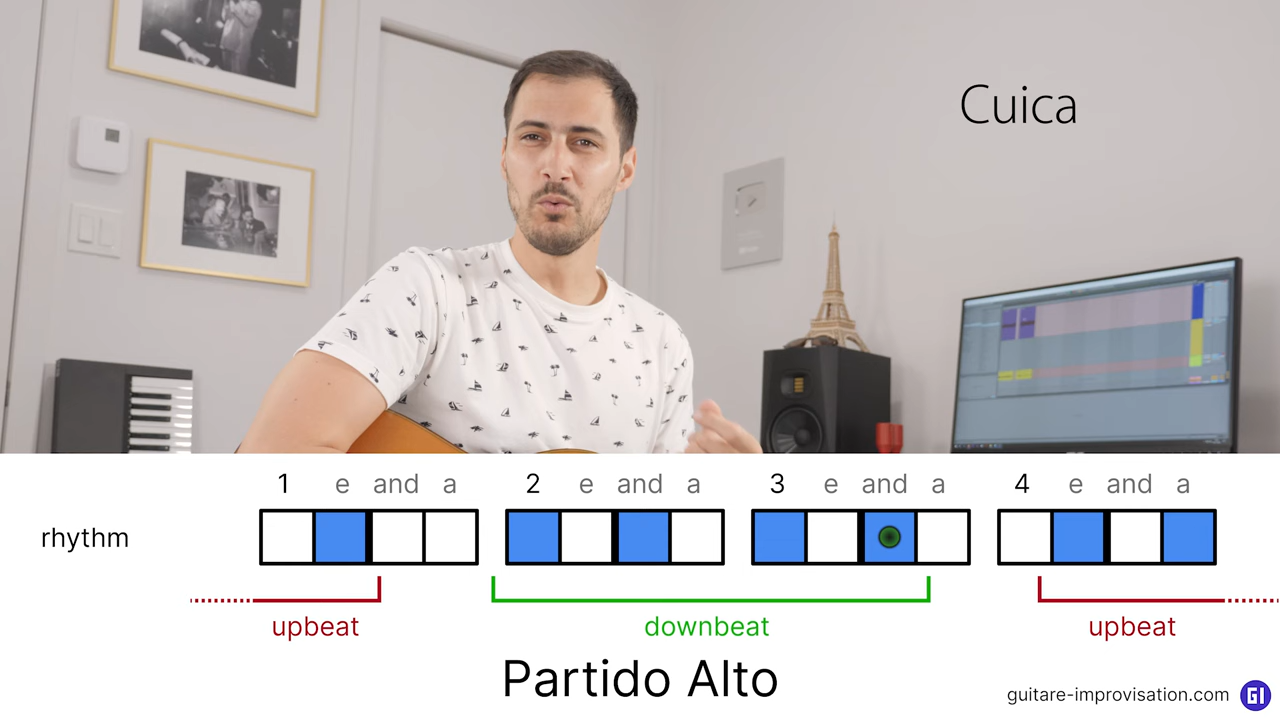 Cuica
1 e and a 2 e and a 3 e and a 4 e and a
rhythm
upbeat downbeat upbeat
Partido Alto
guitare-improvisation.com GI